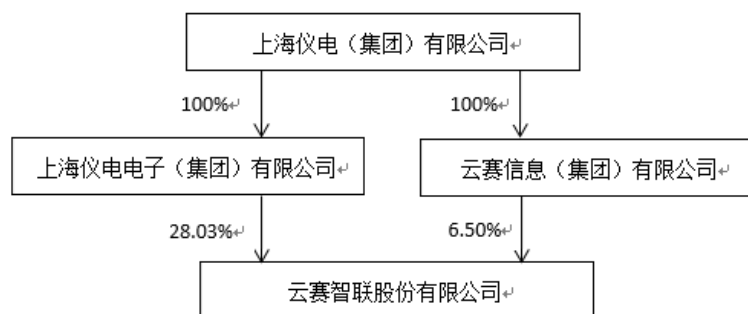 上海仪电（集团）有限公司↵
100%↵
100%↵
上海仪电电子（集团）有限公司↵
云赛信息（集团）有限公司↵
28.03%↵
6.50%↵
云赛智联股份有限公司↵